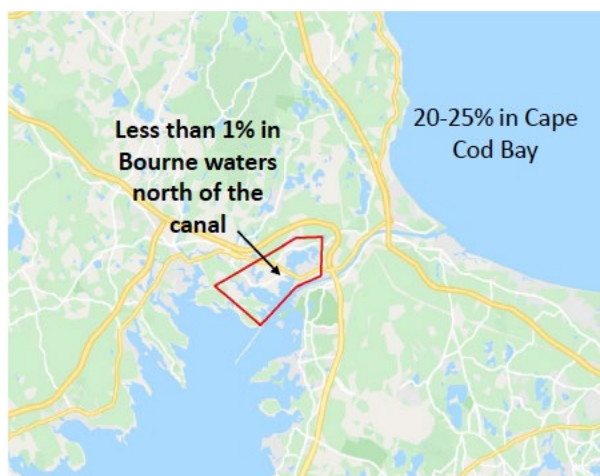 Less than 1% in
Bourne waters
north of the
canal
20-25% in Cape
Cod Bay